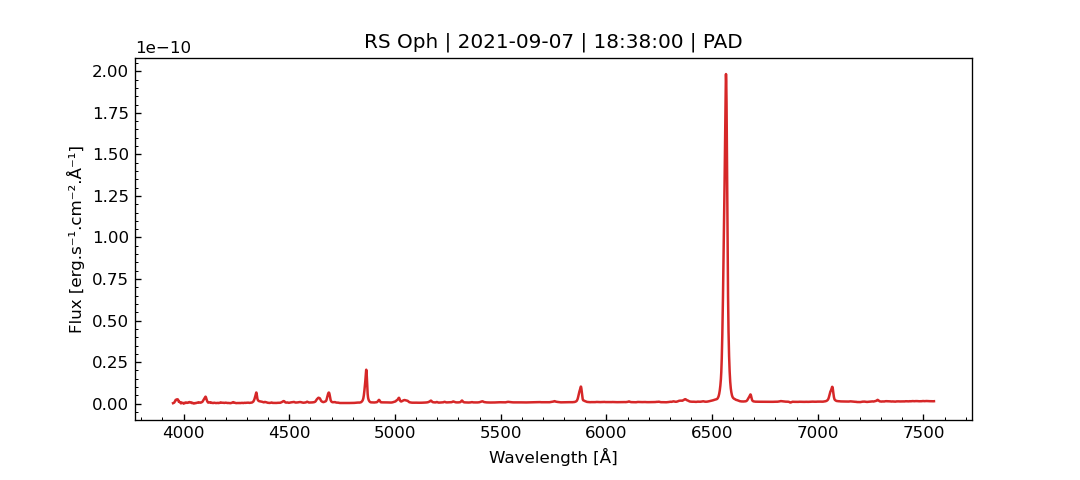 RS Oph | 2021-09-07 | 18:38:00 | PAD
1e−10
2.00
1.75
1.50
1.25
1.00
0.75
0.50
0.25
0.00
Flux [erg.s⁻¹.cm⁻².Å⁻¹]
4000 4500 5000 5500 6000 6500 7000 7500
Wavelength [Å]